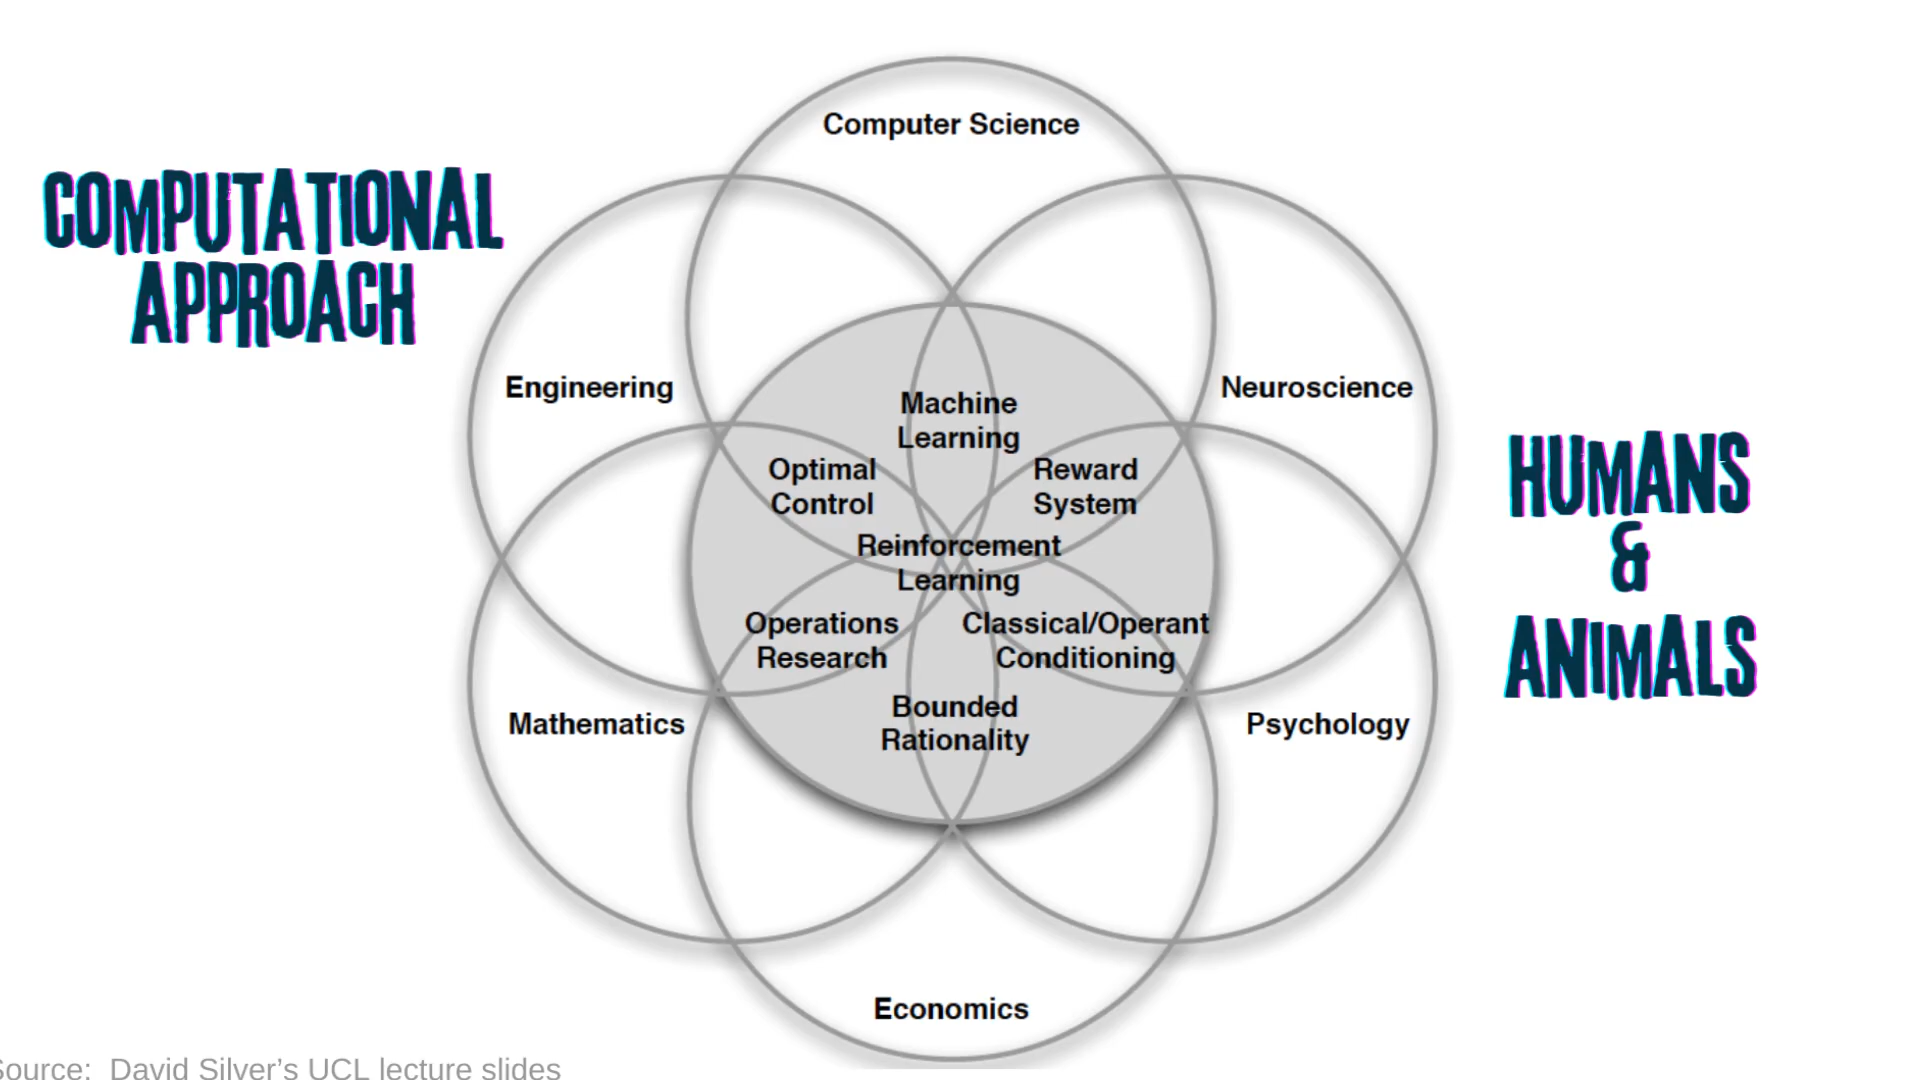 Computer Science
COMPUTATIONAL
APPROACH
Engineering
Neuroscience
Machine
Learning
Optimal
Control
Reward
System
HUMANS
&
ANIMALS
Reinforcement
Learning
Operations
Research
Classical/Operant
Conditioning
Mathematics
Bounded
Rationality
Psychology
Economics
Source: David Silver’s UCL lecture slides